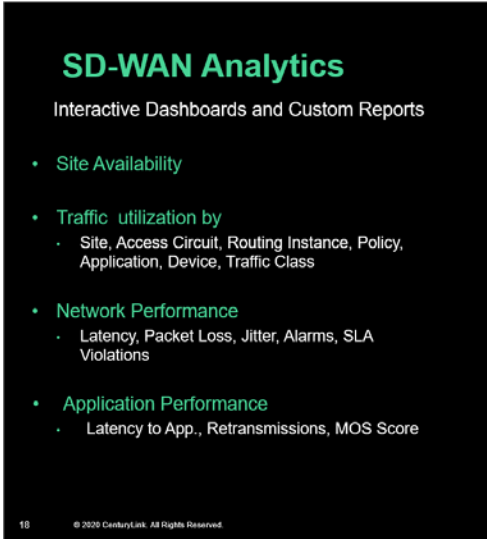 SD-WAN Analytics
Interactive Dashboards and Custom Reports
• Site Availability
• Traffic utilization by
• Site, Access Circuit, Routing Instance, Policy,
Application, Device, Traffic Class
• Network Performance
• Latency, Packet Loss, Jitter, Alarms, SLA
Violations
• Application Performance
• Latency to App., Retransmissions, MOS Score
18 © 2020 CenturyLink. All Rights Reserved.